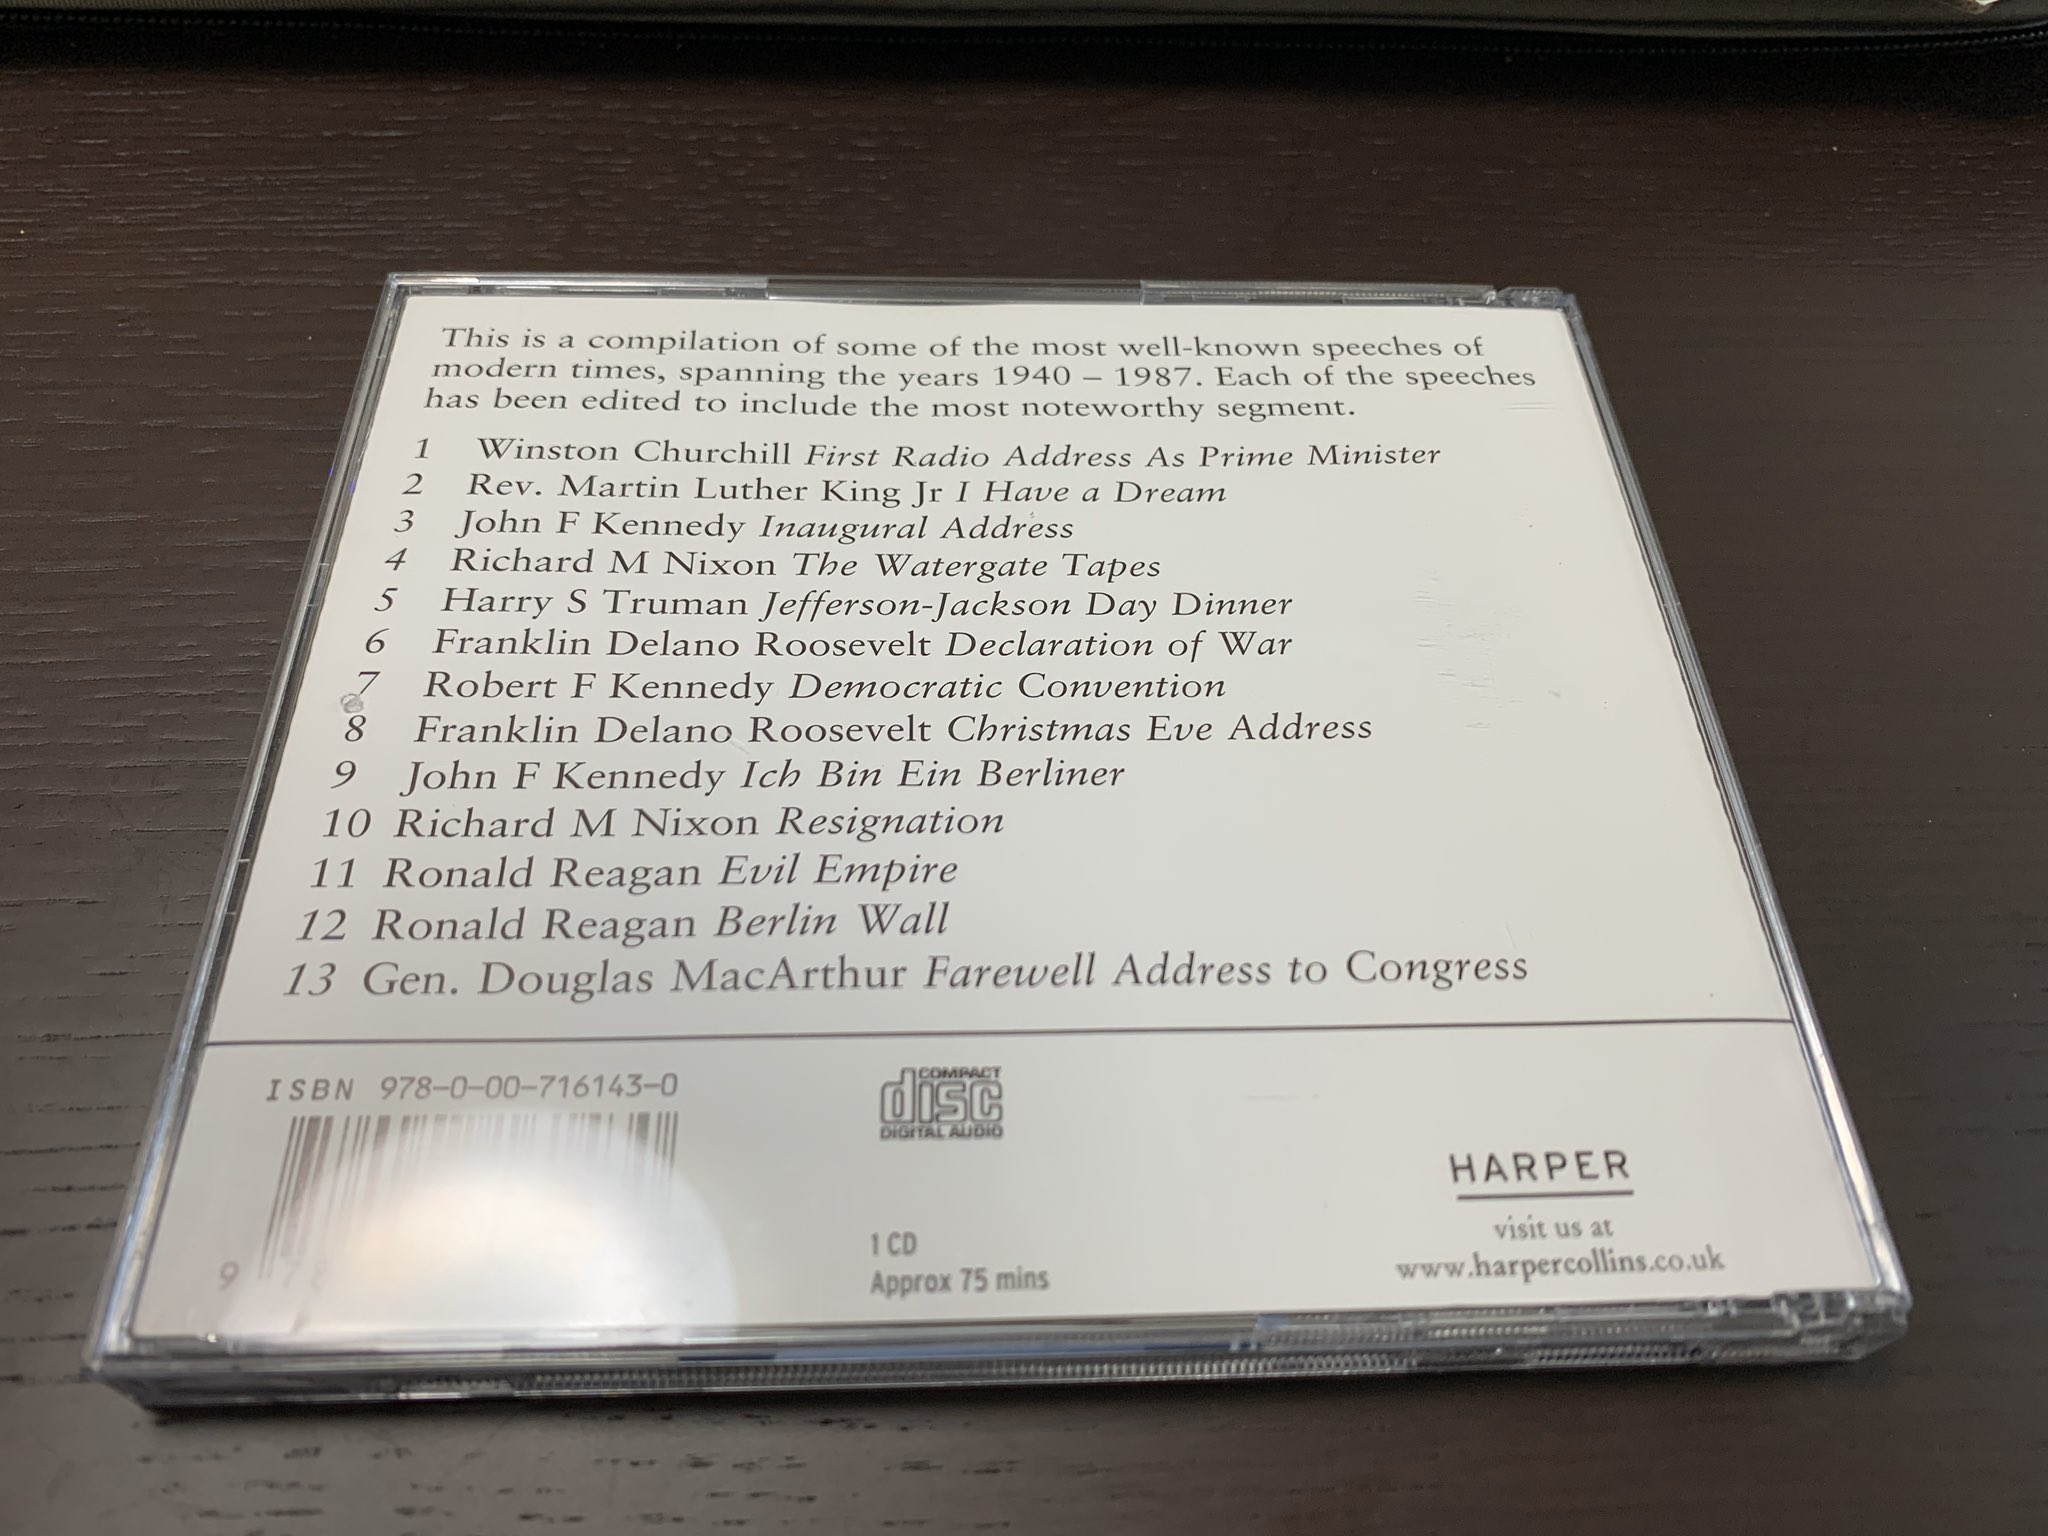 This is a compilation of some of the most well-known speeches of
modern times, spanning the years 1940 – 1987. Each of the speeches
has been edited to include the most noteworthy segment.
1 Winston Churchill First Radio Address As Prime Minister
2 Rev. Martin Luther King Jr I Have a Dream
3 John F Kennedy Inaugural Address
4 Richard M Nixon The Watergate Tapes
5 Harry S Truman Jefferson-Jackson Day Dinner
6 Franklin Delano Roosevelt Declaration of War
7 Robert F Kennedy Democratic Convention
8 Franklin Delano Roosevelt Christmas Eve Address
9 John F Kennedy Ich Bin Ein Berliner
10 Richard M Nixon Resignation
11 Ronald Reagan Evil Empire
12 Ronald Reagan Berlin Wall
13 Gen. Douglas MacArthur Farewell Address to Congress
ISBN 978-0-00-716143-0
9
COMPACT
disc
DIGITAL AUDIO
1 CD
Approx 75 mins
HARPER
visit us at
www.harpercollins.co.uk